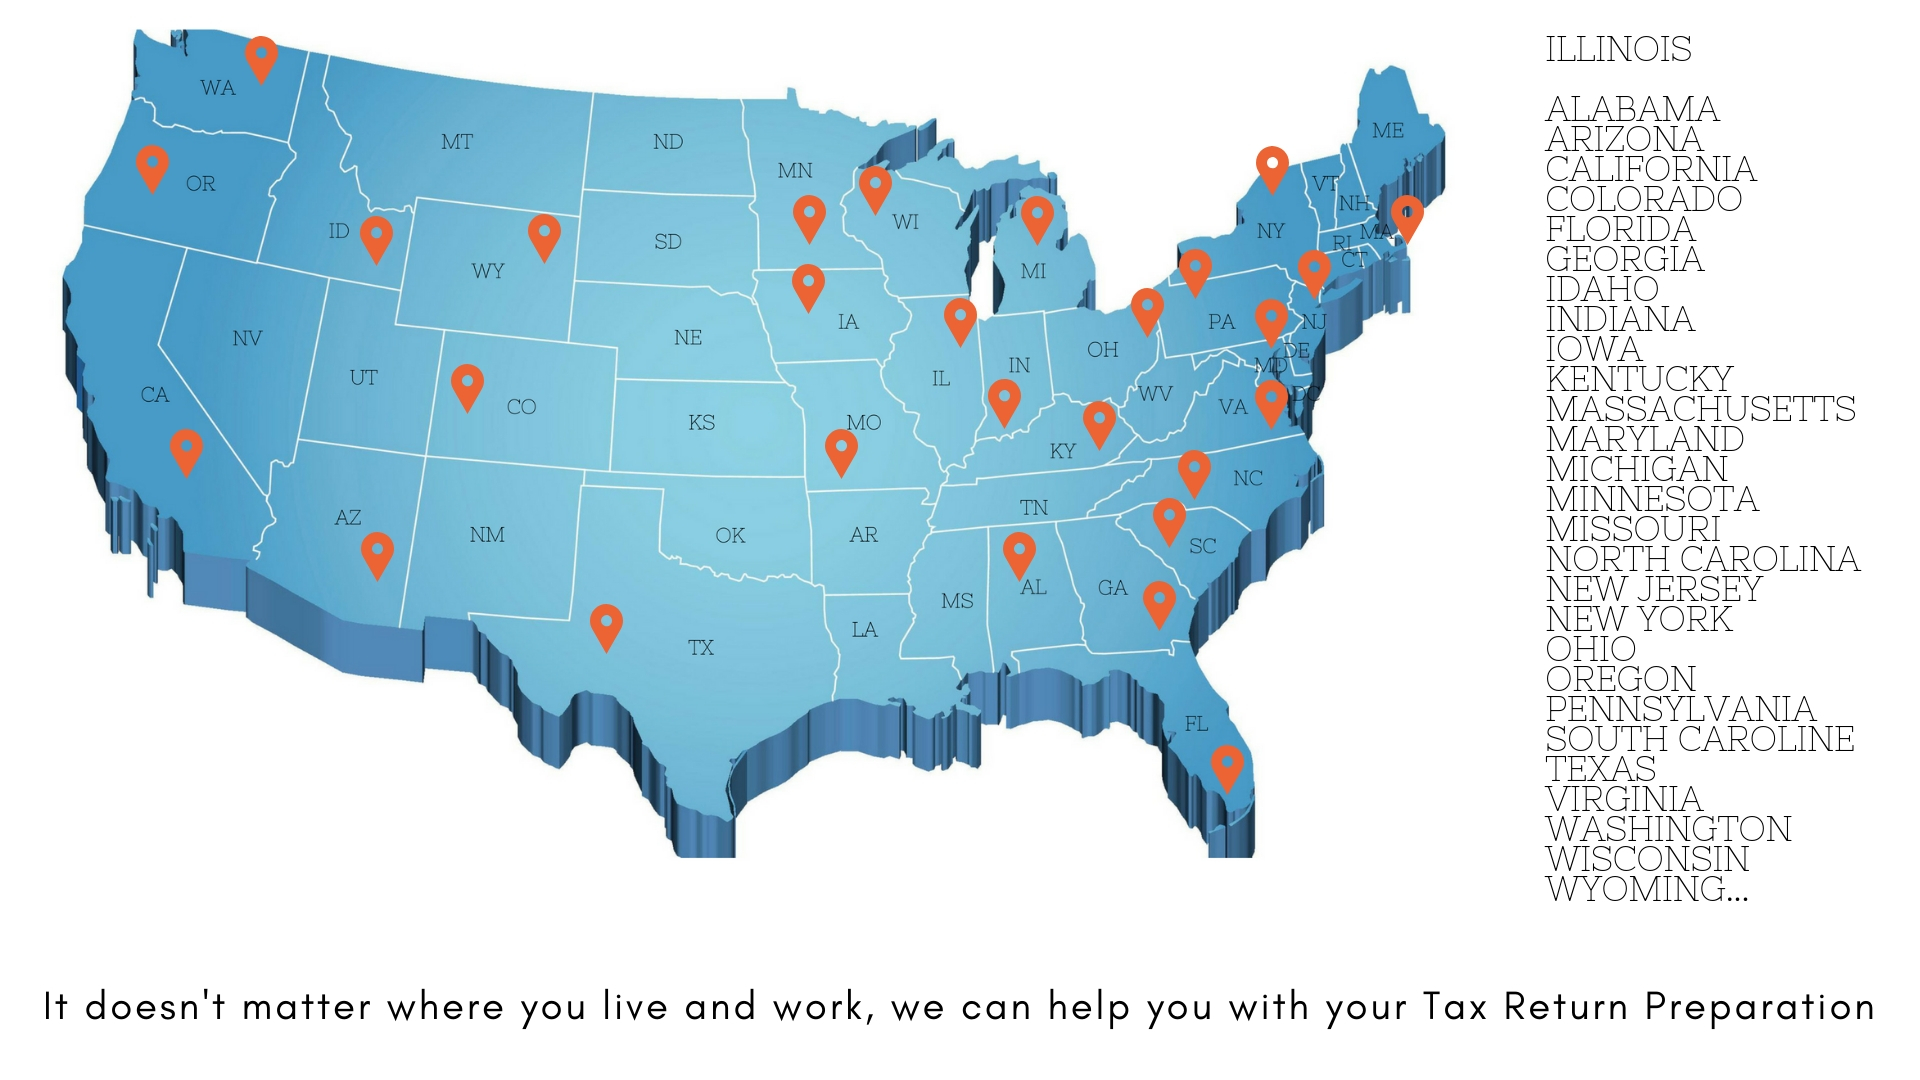 WA
MT
ND
MN
OR
ID
WY
SD
WI
MI
ME
VT
NH
NY
MA
RI
CT
NV
UT
CO
NE
IA
IL
IN
OH
PA
NJ
DE
MD
DC
CA
KS
MO
KY
WV
VA
AZ
NM
OK
AR
TN
NC
SC
TX
LA
MS
AL
GA
FL
ILLINOIS
ALABAMA
ARIZONA
CALIFORNIA
COLORADO
FLORIDA
GEORGIA
IDAHO
INDIANA
IOWA
KENTUCKY
MASSACHUSETTS
MARYLAND
MICHIGAN
MINNESOTA
MISSOURI
NORTH CAROLINA
NEW JERSEY
NEW YORK
OHIO
OREGON
PENNSYLVANIA
SOUTH CAROLINE
TEXAS
VIRGINIA
WASHINGTON
WISCONSIN
WYOMING...
It doesn't matter where you live and work, we can help you with your Tax Return Preparation